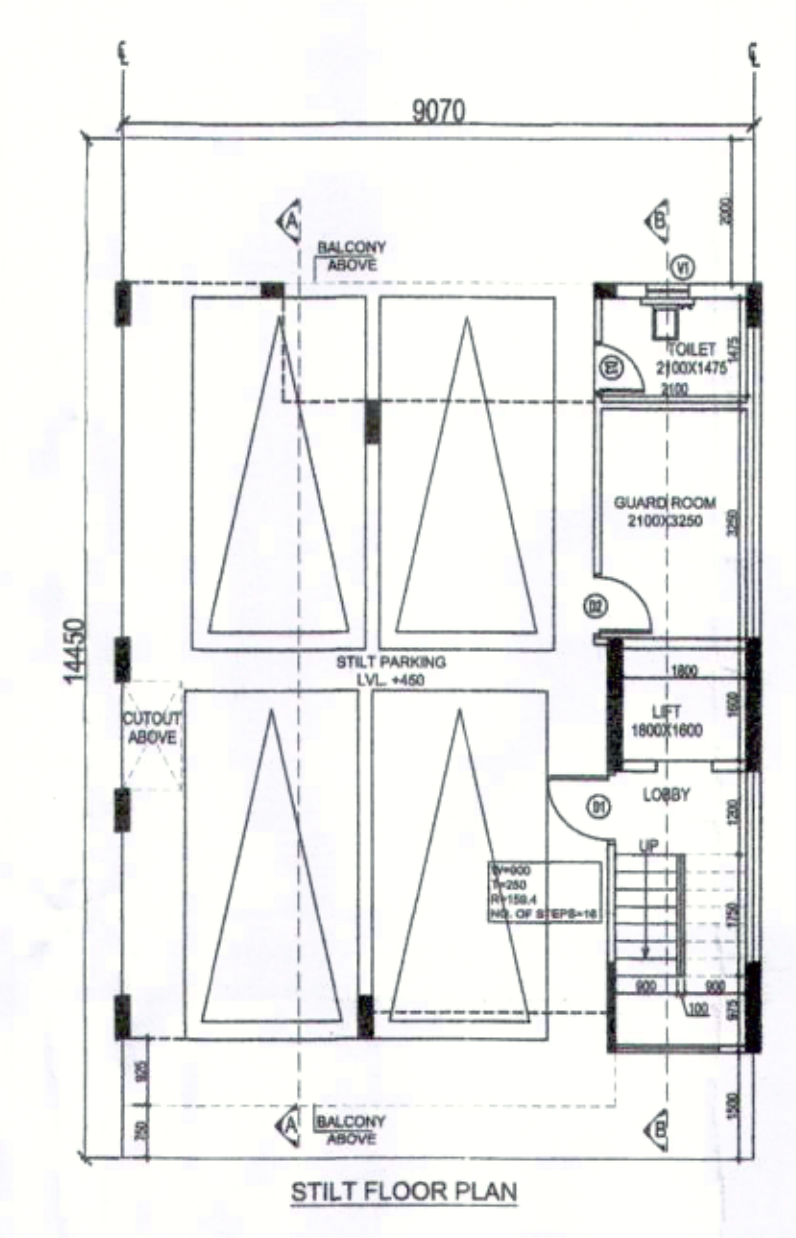 ℄
℄
9070
2000
A
B
BALCONY
ABOVE
V1
TOILET
2100X1475
1475
2100
GUARD ROOM
2100X3250
3250
D2
14450
STILT PARKING
LVL. +450
1800
1600
CUTOUT
ABOVE
LIFT
1800X1600
D1
LOBBY
1200
UP
W=900
T=250
R=159.4
NO. OF STEPS=16
1750
900
900
100
975
925
750
1500
A
BALCONY
ABOVE
B
STILT FLOOR PLAN